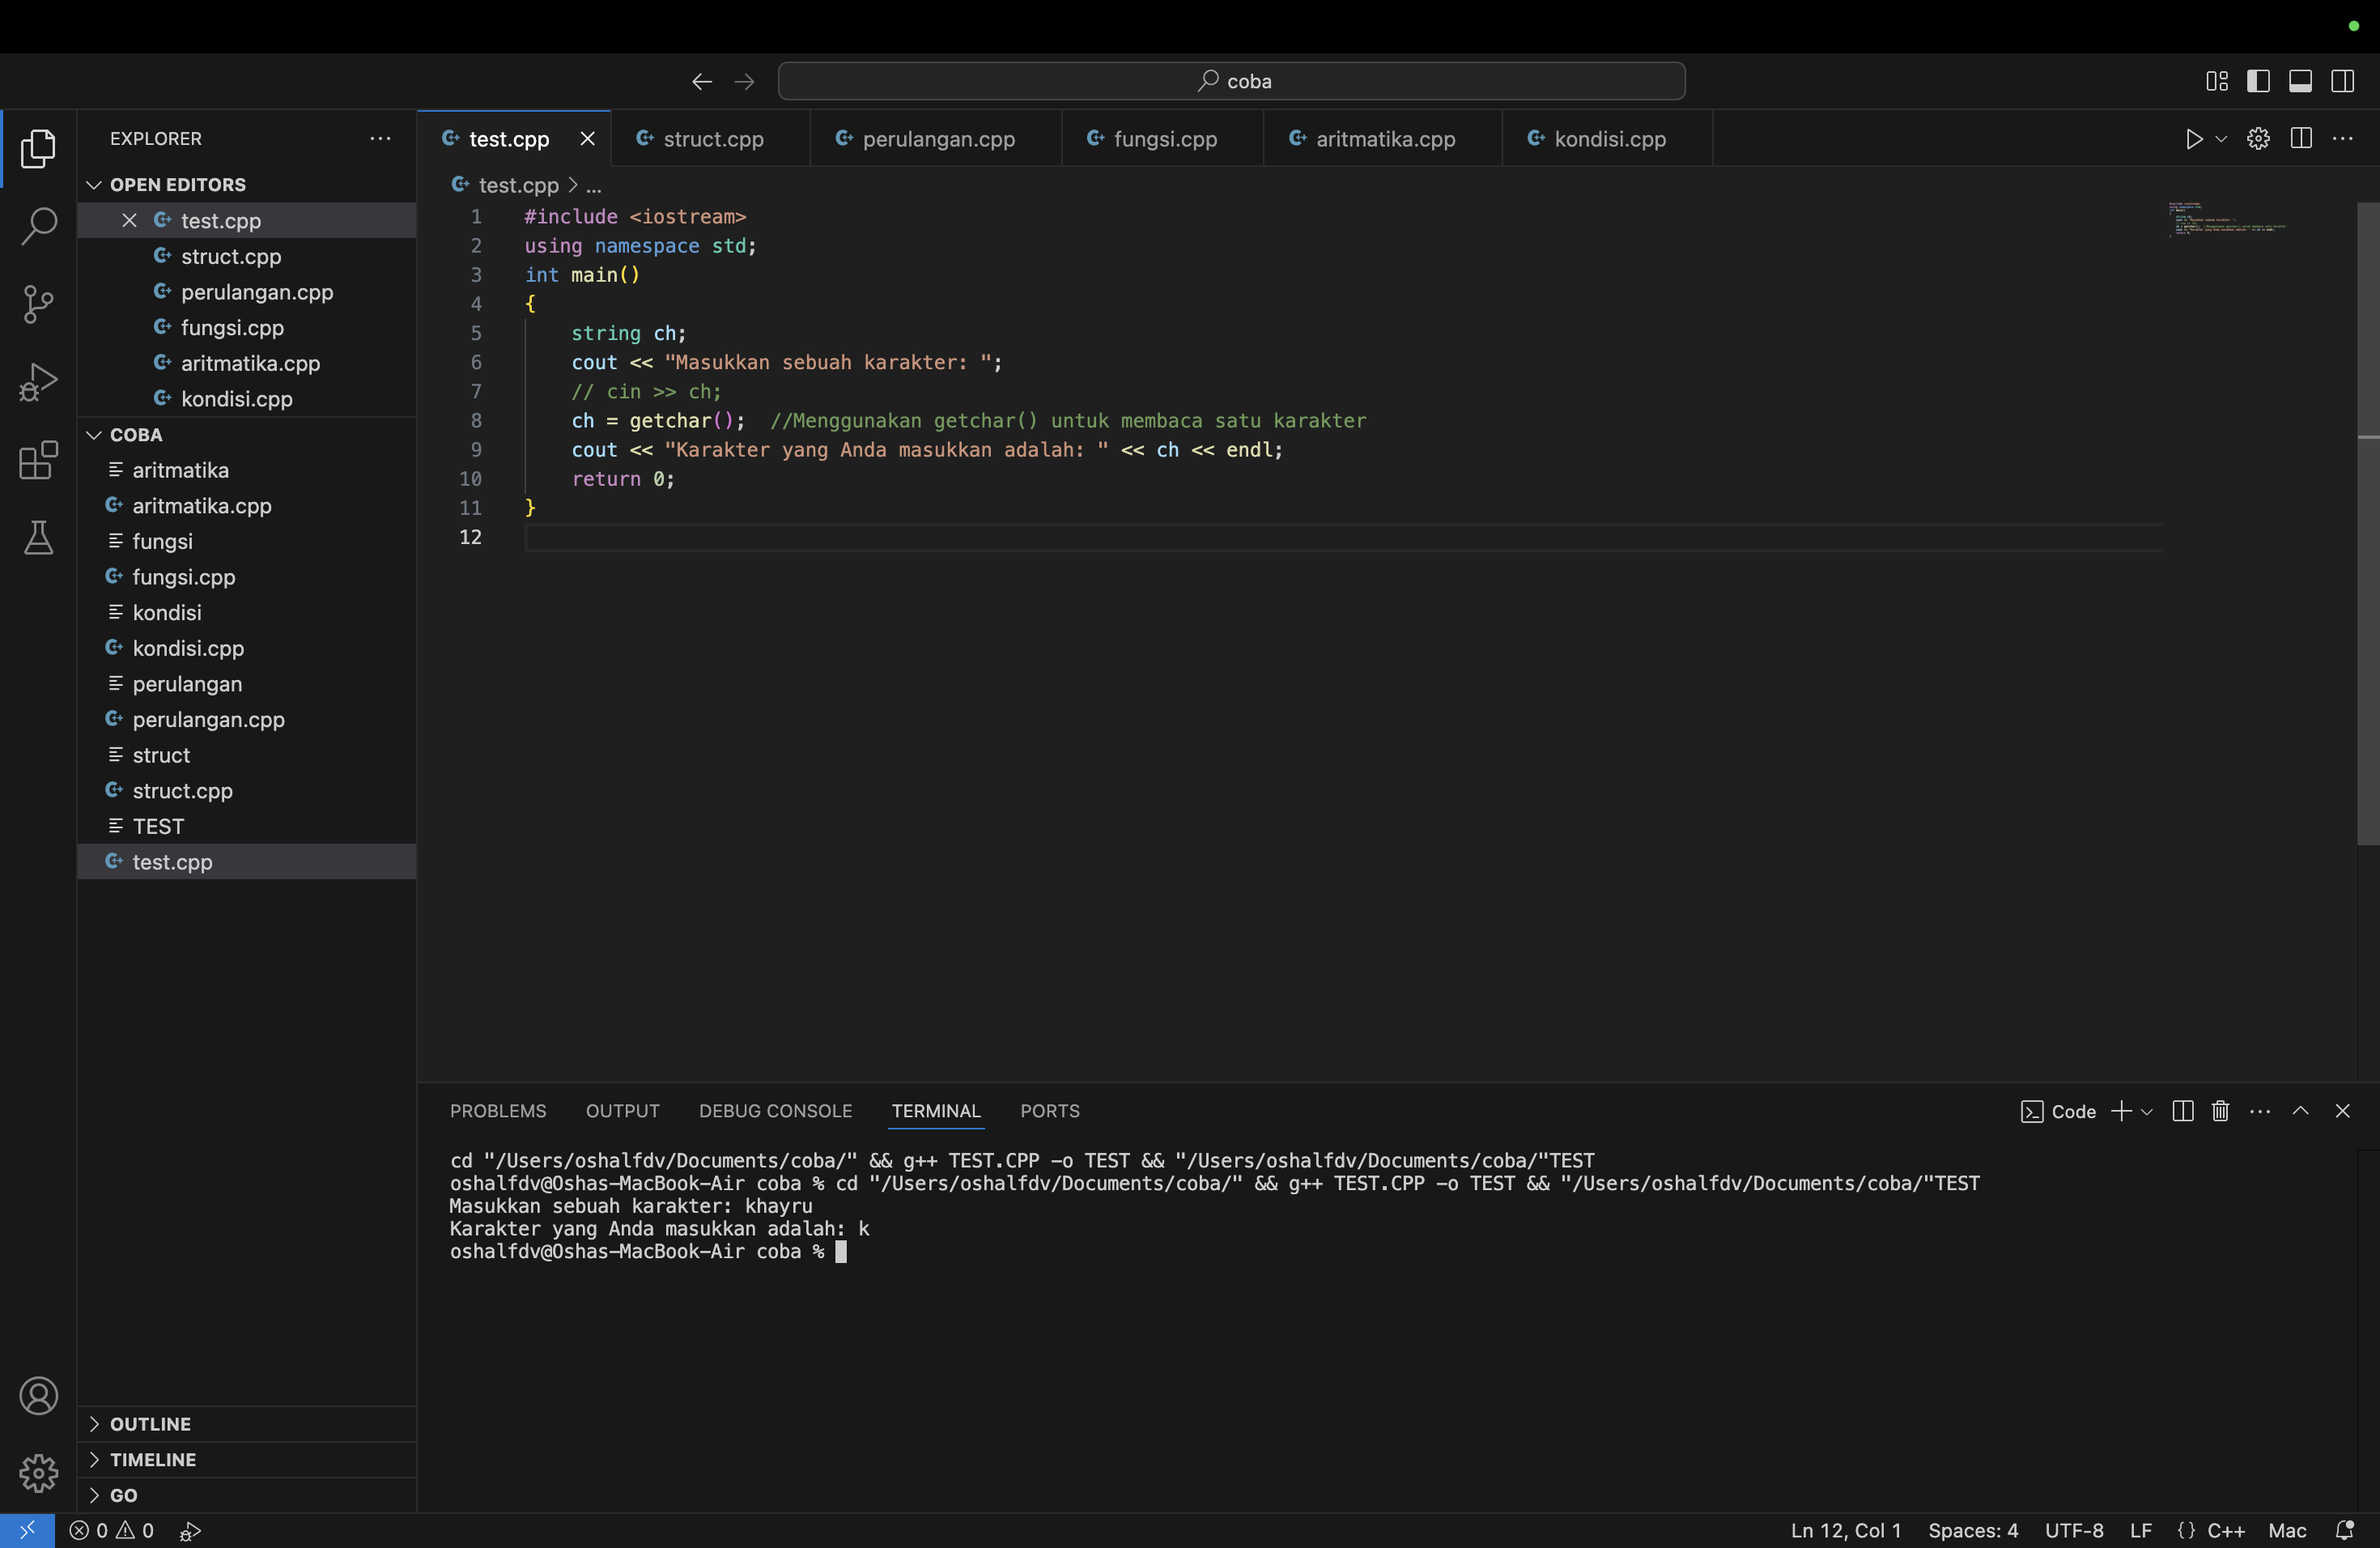 coba
EXPLORER
OPEN EDITORS
test.cpp
struct.cpp
perulangan.cpp
fungsi.cpp
aritmatika.cpp
kondisi.cpp
COBA
aritmatika
aritmatika.cpp
fungsi
fungsi.cpp
kondisi
kondisi.cpp
perulangan
perulangan.cpp
struct
struct.cpp
TEST
test.cpp
OUTLINE
TIMELINE
GO
test.cpp struct.cpp perulangan.cpp fungsi.cpp aritmatika.cpp kondisi.cpp
test.cpp > ...
1 #include <iostream>
2 using namespace std;
3 int main()
4 {
5     string ch;
6     cout << "Masukkan sebuah karakter: ";
7     // cin >> ch;
8     ch = getchar();  //Menggunakan getchar() untuk membaca satu karakter
9     cout << "Karakter yang Anda masukkan adalah: " << ch << endl;
10     return 0;
11 }
12
PROBLEMS OUTPUT DEBUG CONSOLE TERMINAL PORTS
Code
cd "/Users/oshalfdv/Documents/coba/" && g++ TEST.CPP -o TEST && "/Users/oshalfdv/Documents/coba/"TEST
oshalfdv@Oshas-MacBook-Air coba % cd "/Users/oshalfdv/Documents/coba/" && g++ TEST.CPP -o TEST && "/Users/oshalfdv/Documents/coba/"TEST
Masukkan sebuah karakter: khayru
Karakter yang Anda masukkan adalah: k
oshalfdv@Oshas-MacBook-Air coba %
0 0
Ln 12, Col 1 Spaces: 4 UTF-8 LF {} C++ Mac